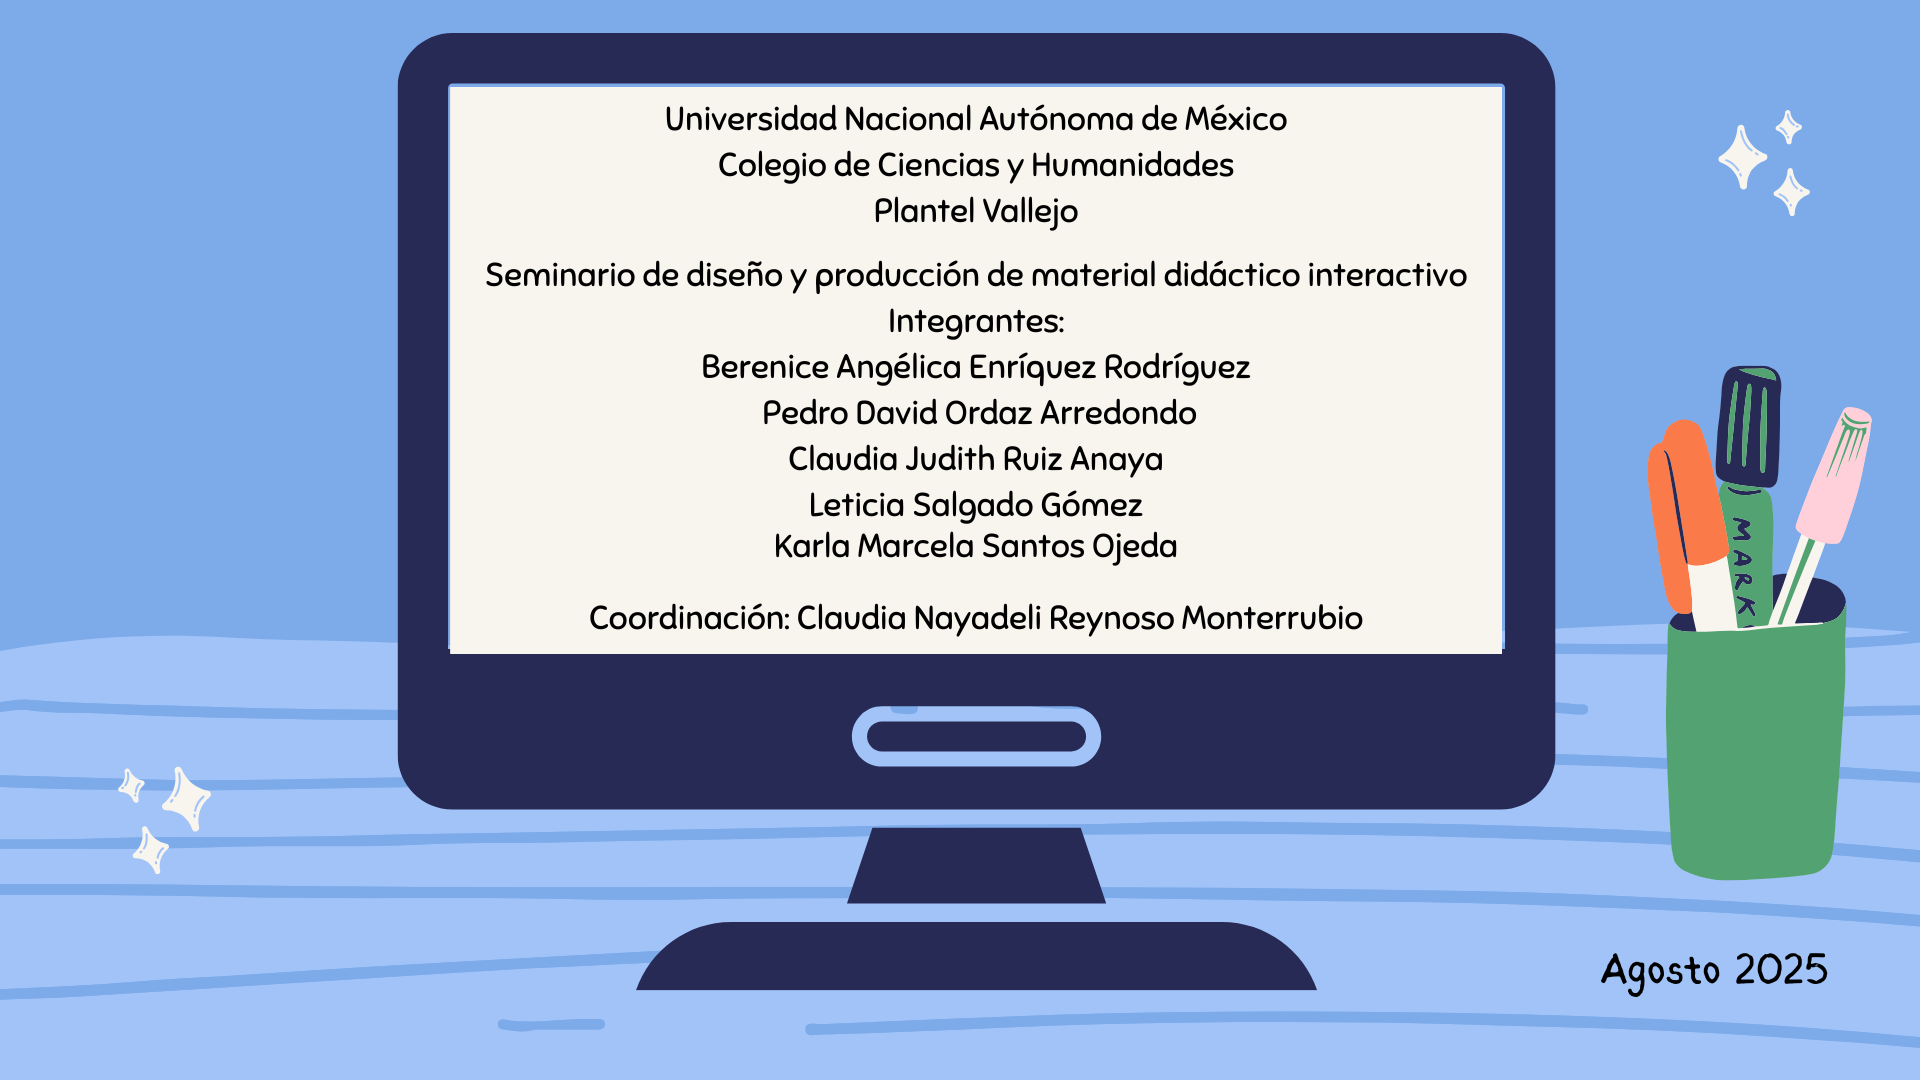 Universidad Nacional Autónoma de México
Colegio de Ciencias y Humanidades
Plantel Vallejo
Seminario de diseño y producción de material didáctico interactivo
Integrantes:
Berenice Angélica Enríquez Rodríguez
Pedro David Ordaz Arredondo
Claudia Judith Ruiz Anaya
Leticia Salgado Gómez
Karla Marcela Santos Ojeda
Coordinación: Claudia Nayadeli Reynoso Monterrubio
MARK
Agosto 2025